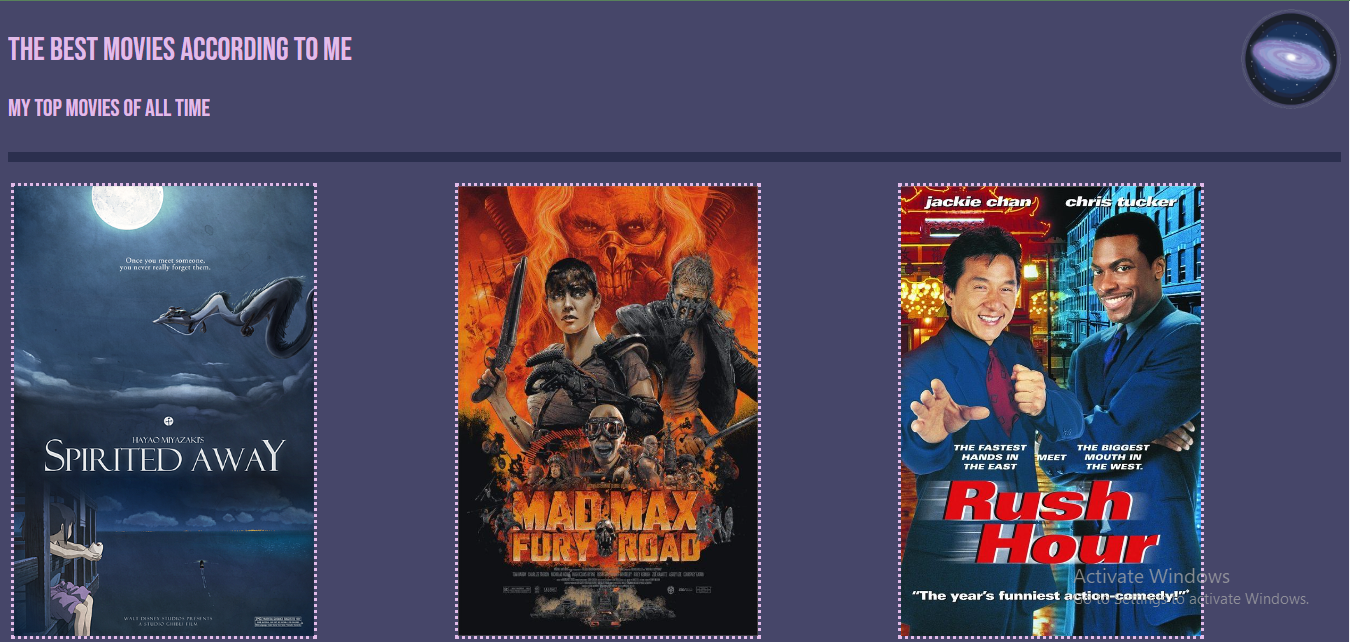 THE BEST MOVIES ACCORDING TO ME
MY TOP MOVIES OF ALL TIME
Once you meet someone,
you never really forget them.
HAYAO MIYAZAKI'S
SPIRITED AWAY
WALT DISNEY STUDIOS PRESENTS
A STUDIO GHIBLI FILM
MAD MAX
FURY ROAD
jackie chan
chris tucker
THE FASTEST
HANDS IN
THE EAST
MEET
THE BIGGEST
MOUTH IN
THE WEST.
Rush
Hour
"The year's funniest action-comedy!"
Activate Windows
Go to Settings to activate Windows.